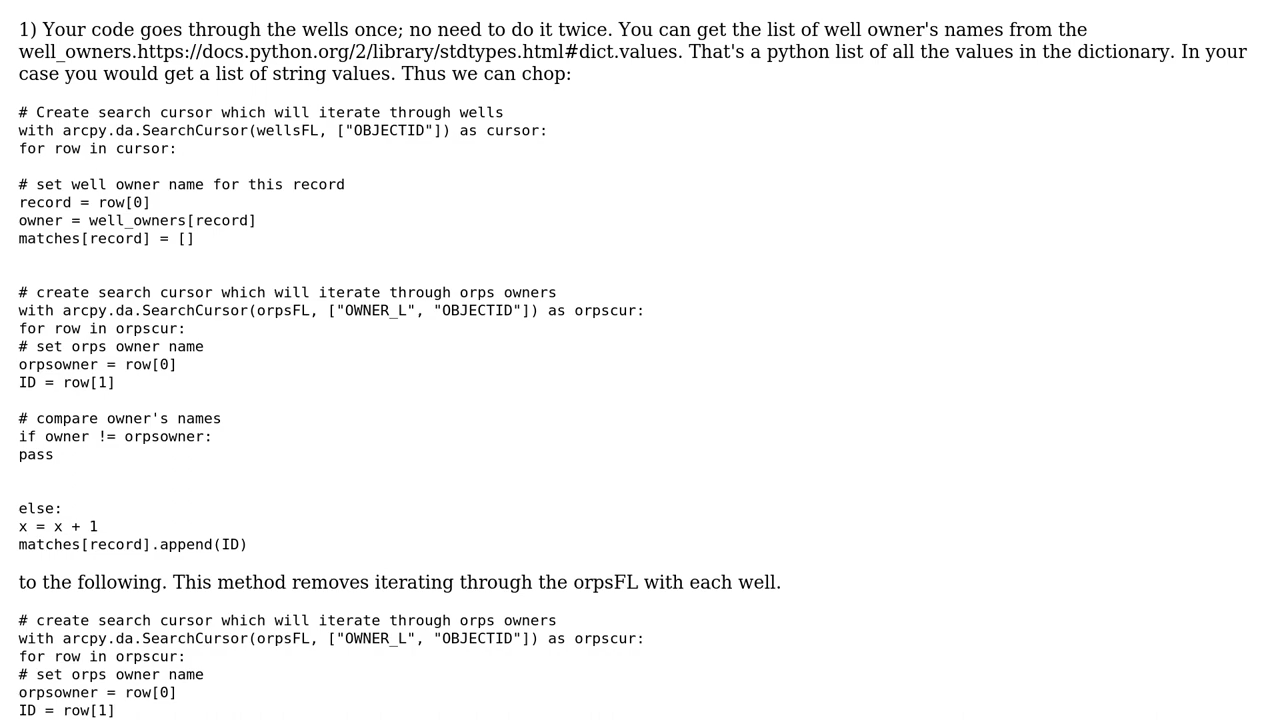 1) Your code goes through the wells once; no need to do it twice. You can get the list of well owner's names from the
well_owners.https://docs.python.org/2/library/stdtypes.html#dict.values. That's a python list of all the values in the dictionary. In your
case you would get a list of string values. Thus we can chop:
# Create search cursor which will iterate through wells
with arcpy.da.SearchCursor(wellsFL, ["OBJECTID"]) as cursor:
for row in cursor:
# set well owner name for this record
record = row[0]
owner = well_owners[record]
matches[record] = []
# create search cursor which will iterate through orps owners
with arcpy.da.SearchCursor(orpsFL, ["OWNER_L", "OBJECTID"]) as orpscur:
for row in orpscur:
# set orps owner name
orpsowner = row[0]
ID = row[1]
# compare owner's names
if owner != orpsowner:
pass
else:
x = x + 1
matches[record].append(ID)
to the following. This method removes iterating through the orpsFL with each well.
# create search cursor which will iterate through orps owners
with arcpy.da.SearchCursor(orpsFL, ["OWNER_L", "OBJECTID"]) as orpscur:
for row in orpscur:
# set orps owner name
orpsowner = row[0]
ID = row[1]